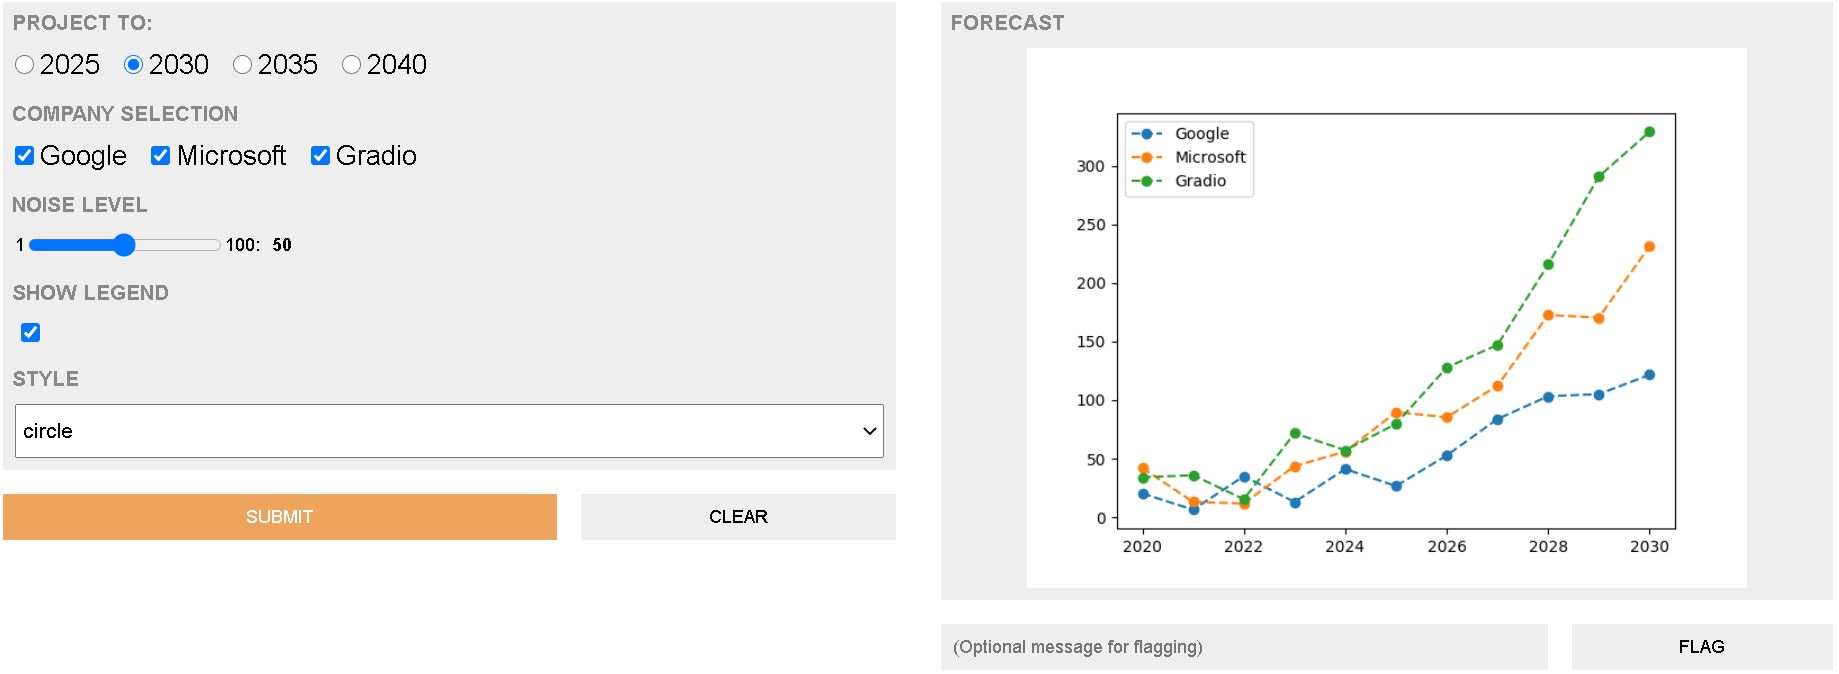 PROJECT TO:
2025 2030 2035 2040
COMPANY SELECTION
Google Microsoft Gradio
NOISE LEVEL
1 100: 50
SHOW LEGEND
STYLE
circle
SUBMIT CLEAR
FORECAST
Google
Microsoft
Gradio
300
250
200
150
100
50
0
2020 2022 2024 2026 2028 2030
(Optional message for flagging) FLAG